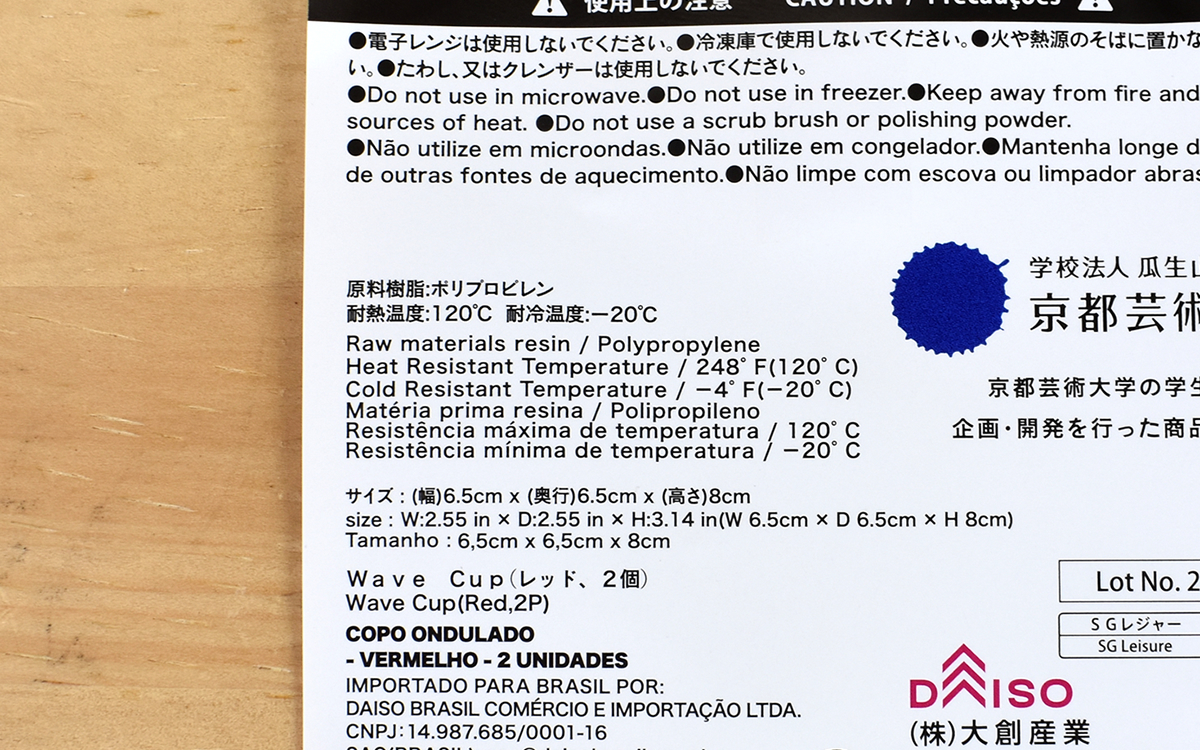 使用上の注意 CAUTION / Precauções
●電子レンジは使用しないでください。●冷凍庫で使用しないでください。●火や熱源のそばに置かな
い。●たわし、又はクレンザーは使用しないでください。
●Do not use in microwave.●Do not use in freezer.●Keep away from fire and
sources of heat. ●Do not use a scrub brush or polishing powder.
●Não utilize em microondas.●Não utilize em congelador.●Mantenha longe d
de outras fontes de aquecimento.●Não limpe com escova ou limpador abras
学校法人 瓜生山
京都芸術
京都芸術大学の学生
企画・開発を行った商品
原料樹脂:ポリプロピレン
耐熱温度:120℃ 耐冷温度:−20℃
Raw materials resin / Polypropylene
Heat Resistant Temperature / 248° F(120° C)
Cold Resistant Temperature / −4° F(−20° C)
Matéria prima resina / Polipropileno
Resistência máxima de temperatura / 120° C
Resistência mínima de temperatura / −20° C
サイズ : (幅)6.5cm x (奥行)6.5cm x (高さ)8cm
size : W:2.55 in × D:2.55 in × H:3.14 in(W 6.5cm × D 6.5cm × H 8cm)
Tamanho : 6,5cm x 6,5cm x 8cm
Ｗａｖｅ Ｃｕｐ(レッド、２個)
Wave Cup(Red,2P)
COPO ONDULADO
- VERMELHO - 2 UNIDADES
IMPORTADO PARA BRASIL POR:
DAISO BRASIL COMÉRCIO E IMPORTAÇÃO LTDA.
CNPJ:14.987.685/0001-16
Lot No. 2
ＳＧレジャー
SG Leisure
DAISO
(株)大創産業